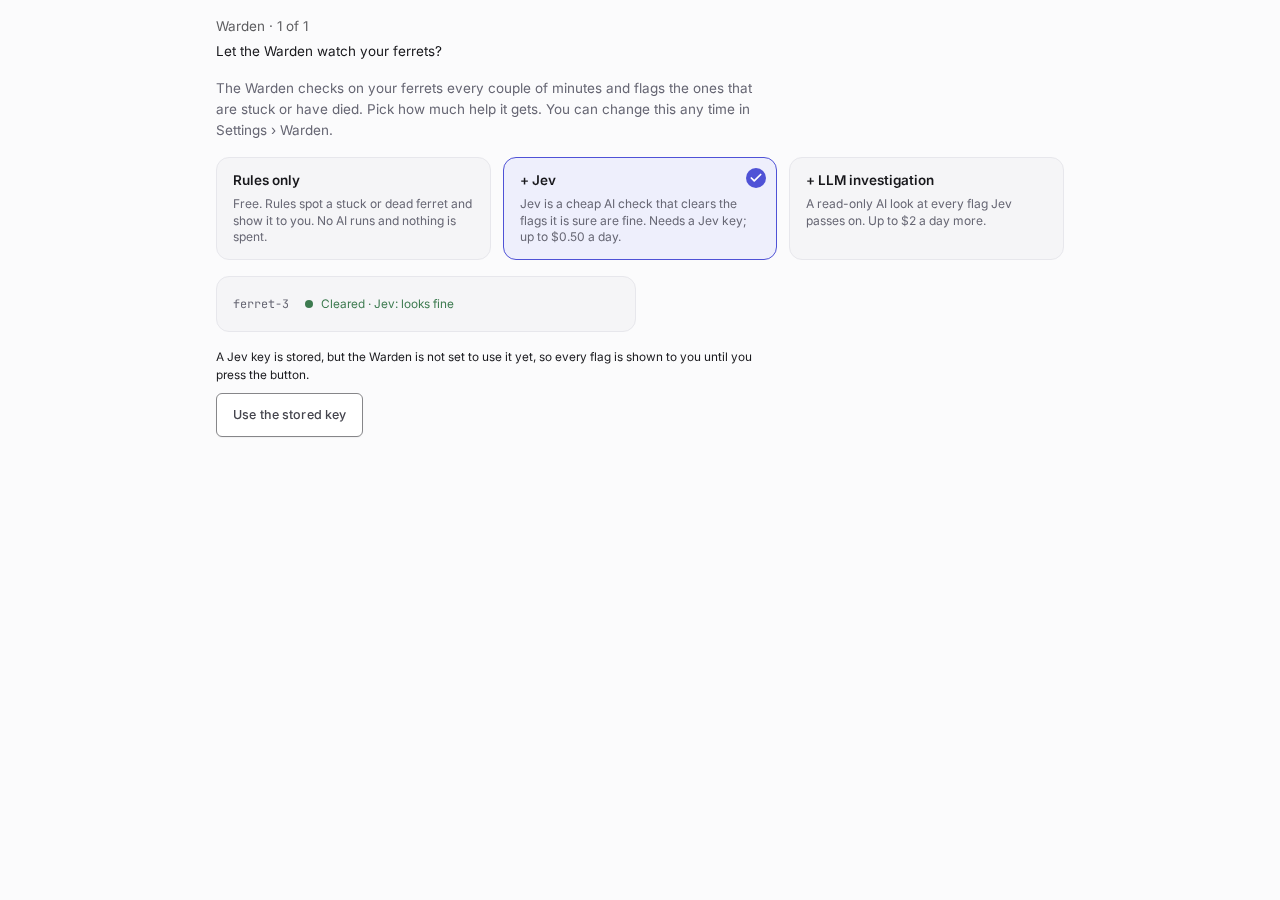 Warden · 1 of 1
Let the Warden watch your ferrets?
The Warden checks on your ferrets every couple of minutes and flags the ones that
are stuck or have died. Pick how much help it gets. You can change this any time in
Settings › Warden.
Rules only
Free. Rules spot a stuck or dead ferret and
show it to you. No AI runs and nothing is
spent.
+ Jev
Jev is a cheap AI check that clears the
flags it is sure are fine. Needs a Jev key;
up to $0.50 a day.
+ LLM investigation
A read-only AI look at every flag Jev
passes on. Up to $2 a day more.
ferret-3 Cleared · Jev: looks fine
A Jev key is stored, but the Warden is not set to use it yet, so every flag is shown to you until you
press the button.
Use the stored key